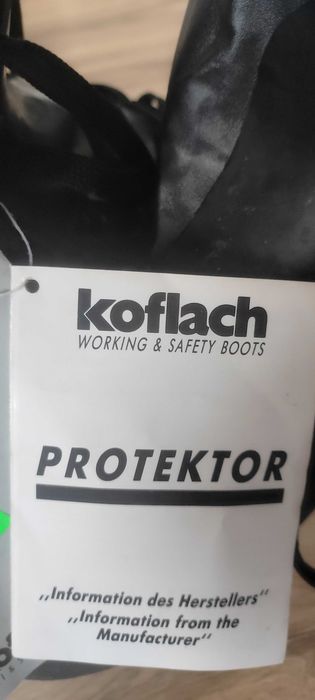 koflach
WORKING & SAFETY BOOTS
PROTEKTOR
„Information des Herstellers“
„Information from the
Manufacturer“